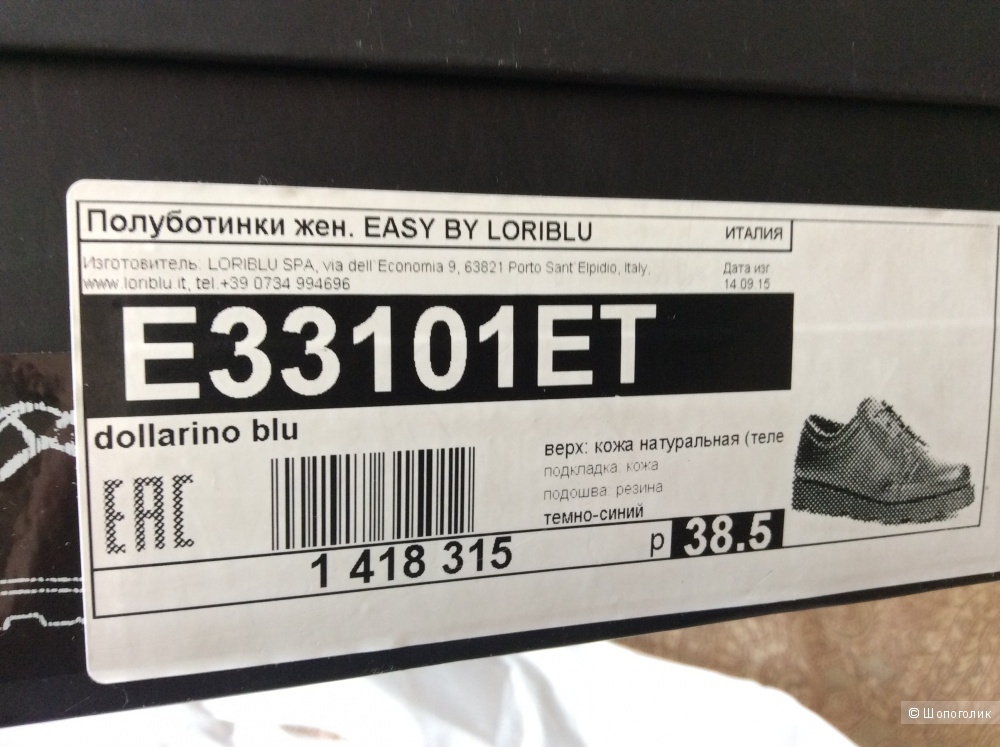 Полуботинки жен. EASY BY LORIBLU ИТАЛИЯ
Изготовитель: LORIBLU SPA, via dell`Economia 9, 63821 Porto Sant`Elpidio, Italy,
www.loriblu.it, tel.+39 0734 994696
Дата изг.
14.09.15
E33101ET
dollarino blu
верх: кожа натуральная (теле
подкладка: кожа
подошва: резина
темно-синий
EAC
1 418 315
р 38.5
© Шопоголик